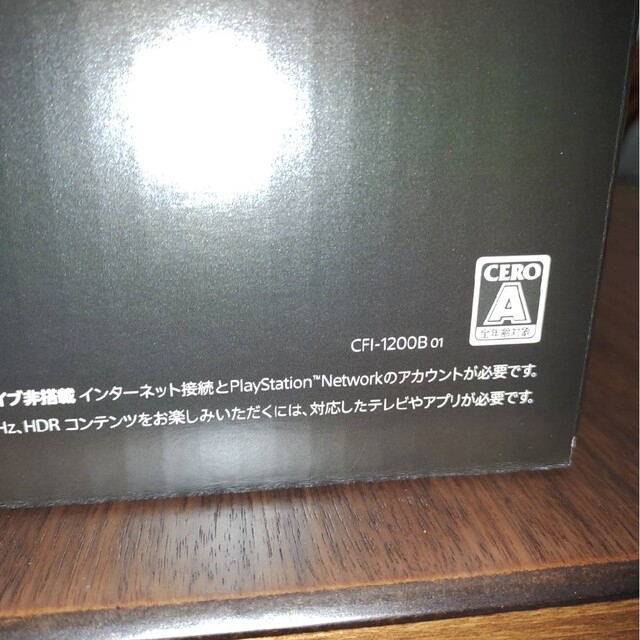 CERO
A
全年齢対象
CFI-1200B 01
イブ非搭載 インターネット接続とPlayStation™Networkのアカウントが必要です。
Hz、HDR コンテンツをお楽しみいただくには、対応したテレビやアプリが必要です。